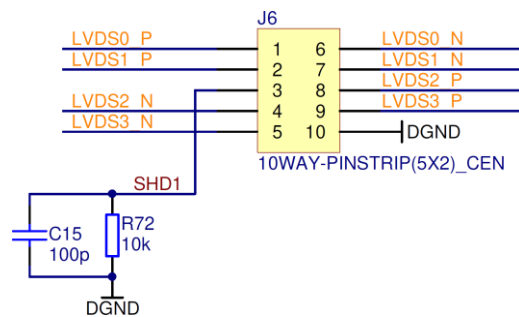 J6
LVDS0_P 1 6 LVDS0_N
LVDS1_P 2 7 LVDS1_N
3 8 LVDS2_P
LVDS2_N 4 9 LVDS3_P
LVDS3_N 5 10 DGND
10WAY-PINSTRIP(5X2)_CEN
SHD1
C15
100p
R72
10k
DGND